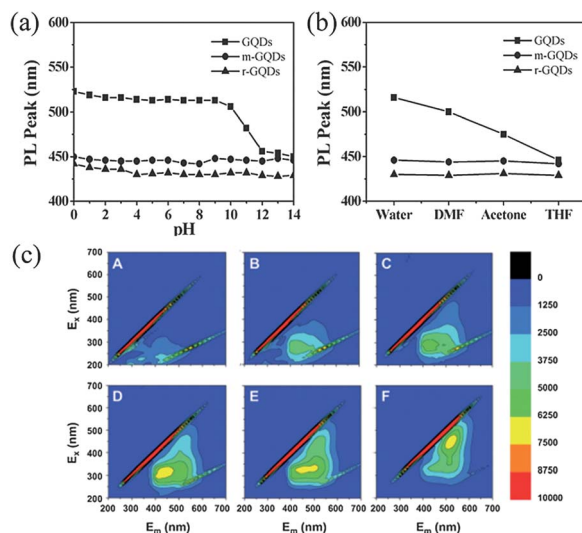 (a)
600
550
500
450
400
PL Peak (nm)
GQDs
m-GQDs
r-GQDs
0 2 4 6 8 10 12 14
pH
(b)
600
550
500
450
400
PL Peak (nm)
GQDs
m-GQDs
r-GQDs
Water DMF Acetone THF
(c)
700
600
500
400
300
200
Ex (nm)
A
B
C
700
600
500
400
300
200
Ex (nm)
D
E
F
200 300 400 500 600 700
200 300 400 500 600 700
200 300 400 500 600 700
Em (nm)
Em (nm)
Em (nm)
0
1250
2500
3750
5000
6250
7500
8750
10000